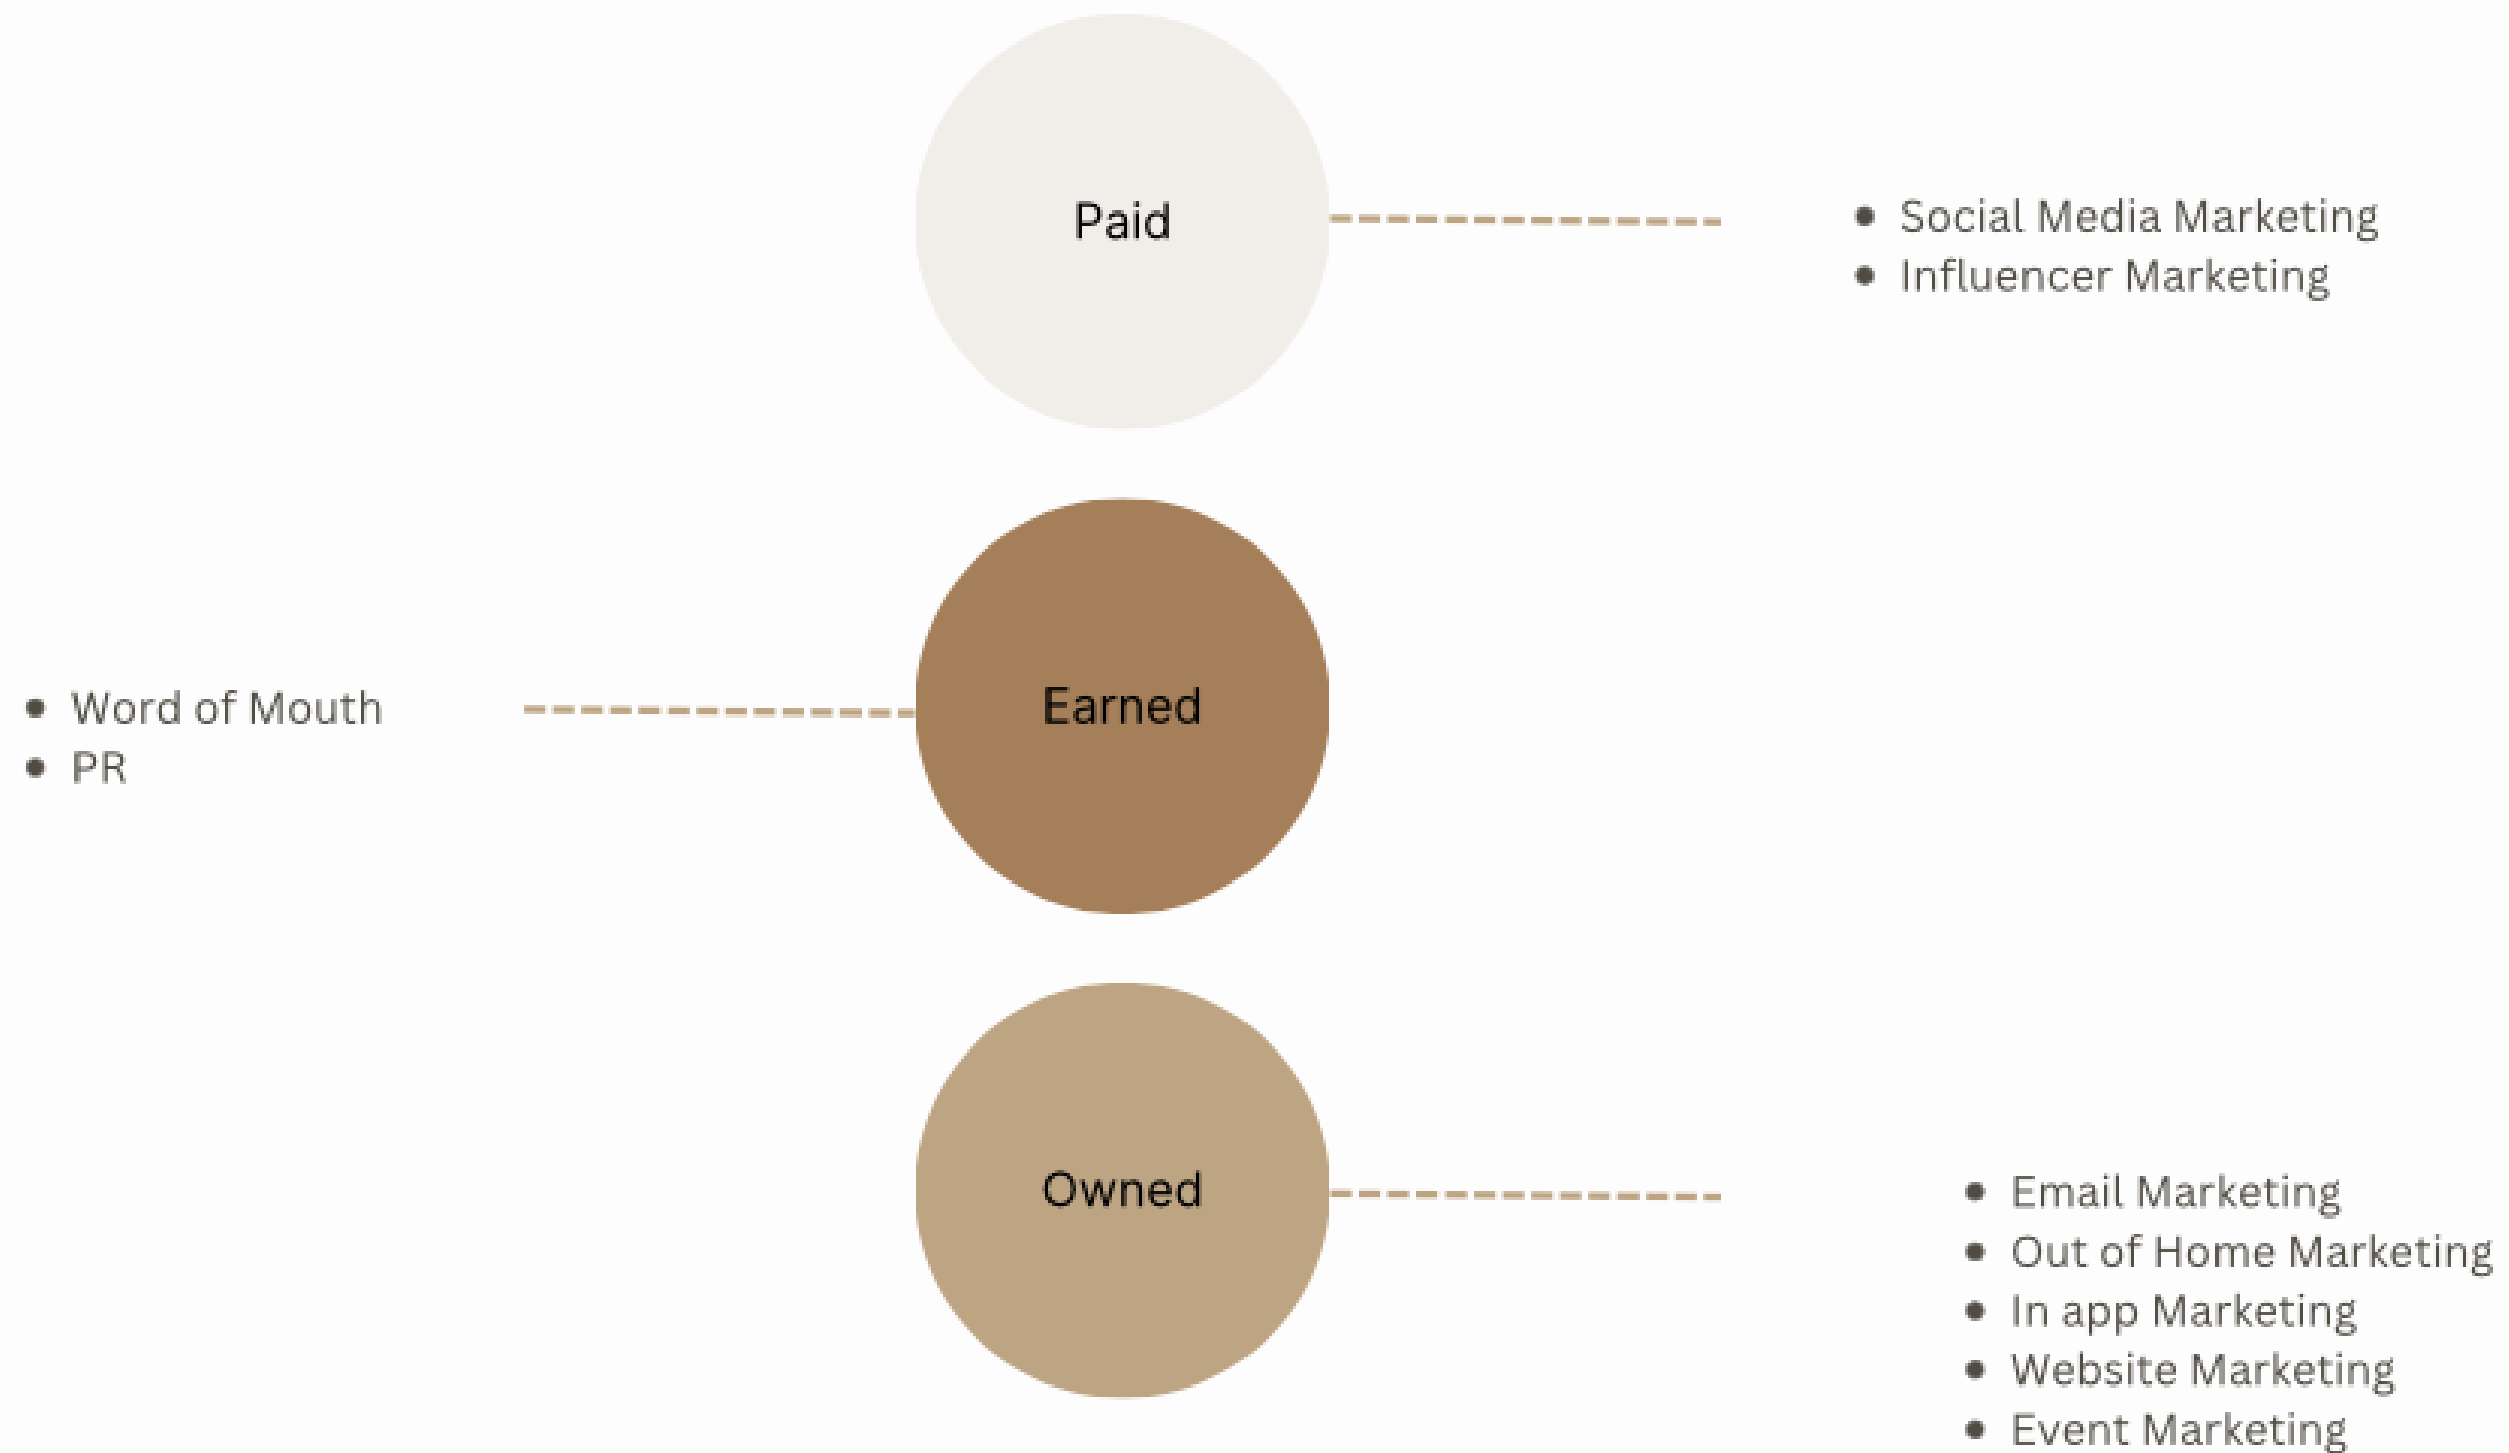 Paid
• Social Media Marketing
• Influencer Marketing
Earned
• Word of Mouth
• PR
Owned
• Email Marketing
• Out of Home Marketing
• In app Marketing
• Website Marketing
• Event Marketing